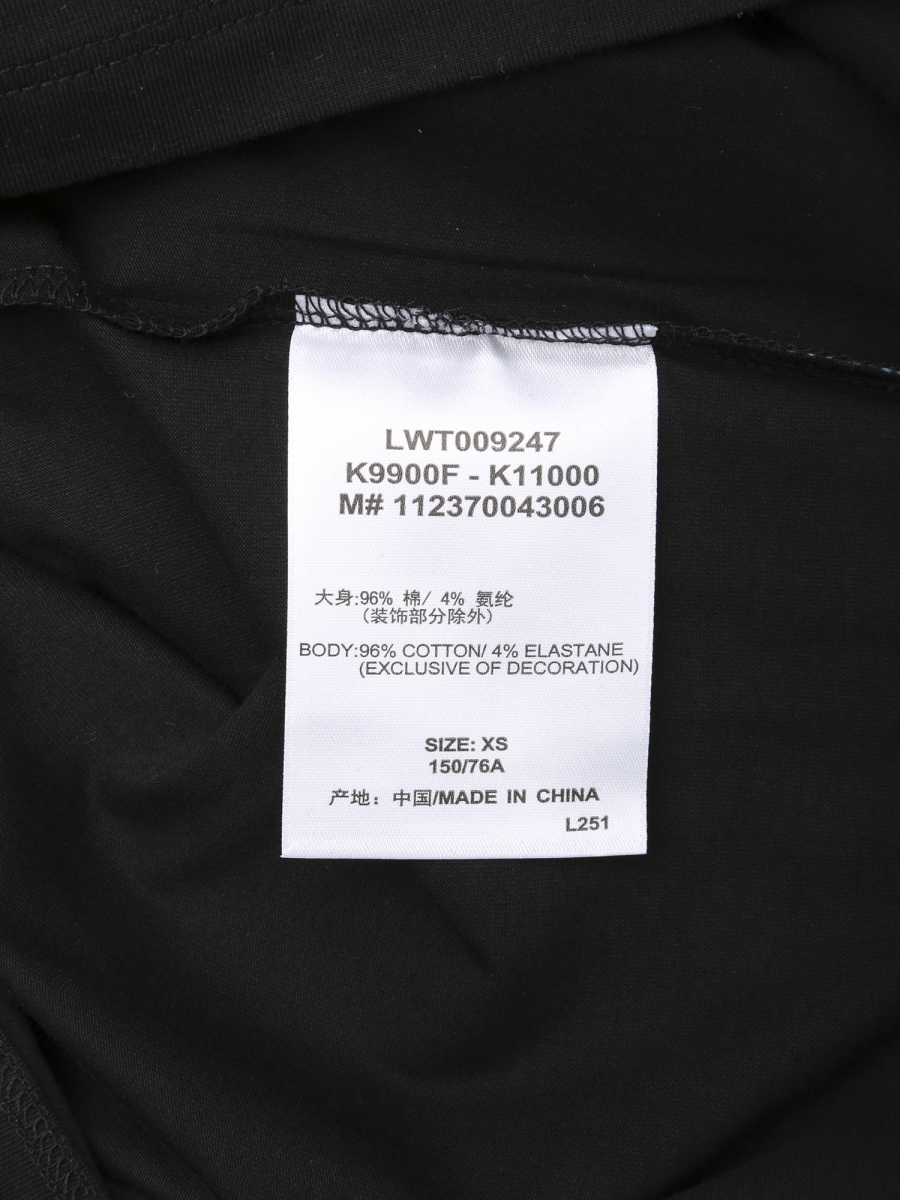 LWT009247
K9900F - K11000
M# 112370043006
大身:96% 棉/ 4% 氨纶
(装饰部分除外)
BODY:96% COTTON/ 4% ELASTANE
(EXCLUSIVE OF DECORATION)
SIZE: XS
150/76A
产地: 中国/MADE IN CHINA
L251